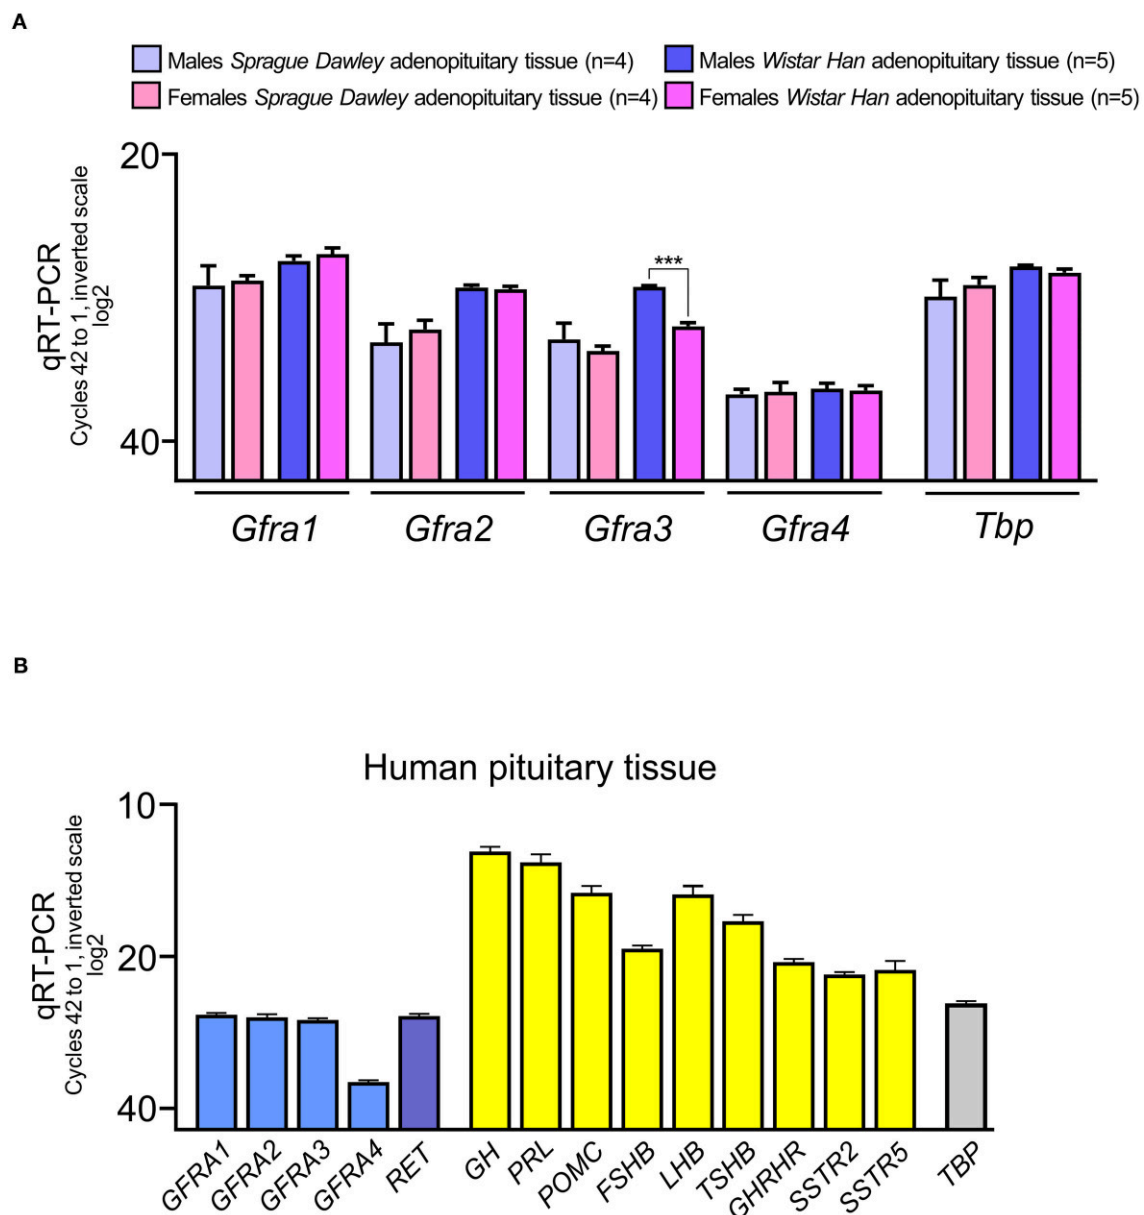 A
Males Sprague Dawley adenopituitary tissue (n=4)
Males Wistar Han adenopituitary tissue (n=5)
Females Sprague Dawley adenopituitary tissue (n=4)
Females Wistar Han adenopituitary tissue (n=5)
qRT-PCR
Cycles 42 to 1, inverted scale
log2
20
40
***
Gfra1
Gfra2
Gfra3
Gfra4
Tbp
B
Human pituitary tissue
qRT-PCR
Cycles 42 to 1, inverted scale
log2
10
20
40
GFRA1
GFRA2
GFRA3
GFRA4
RET
GH
PRL
POMC
FSHB
LHB
TSHB
GHRHR
SSTR2
SSTR5
TBP